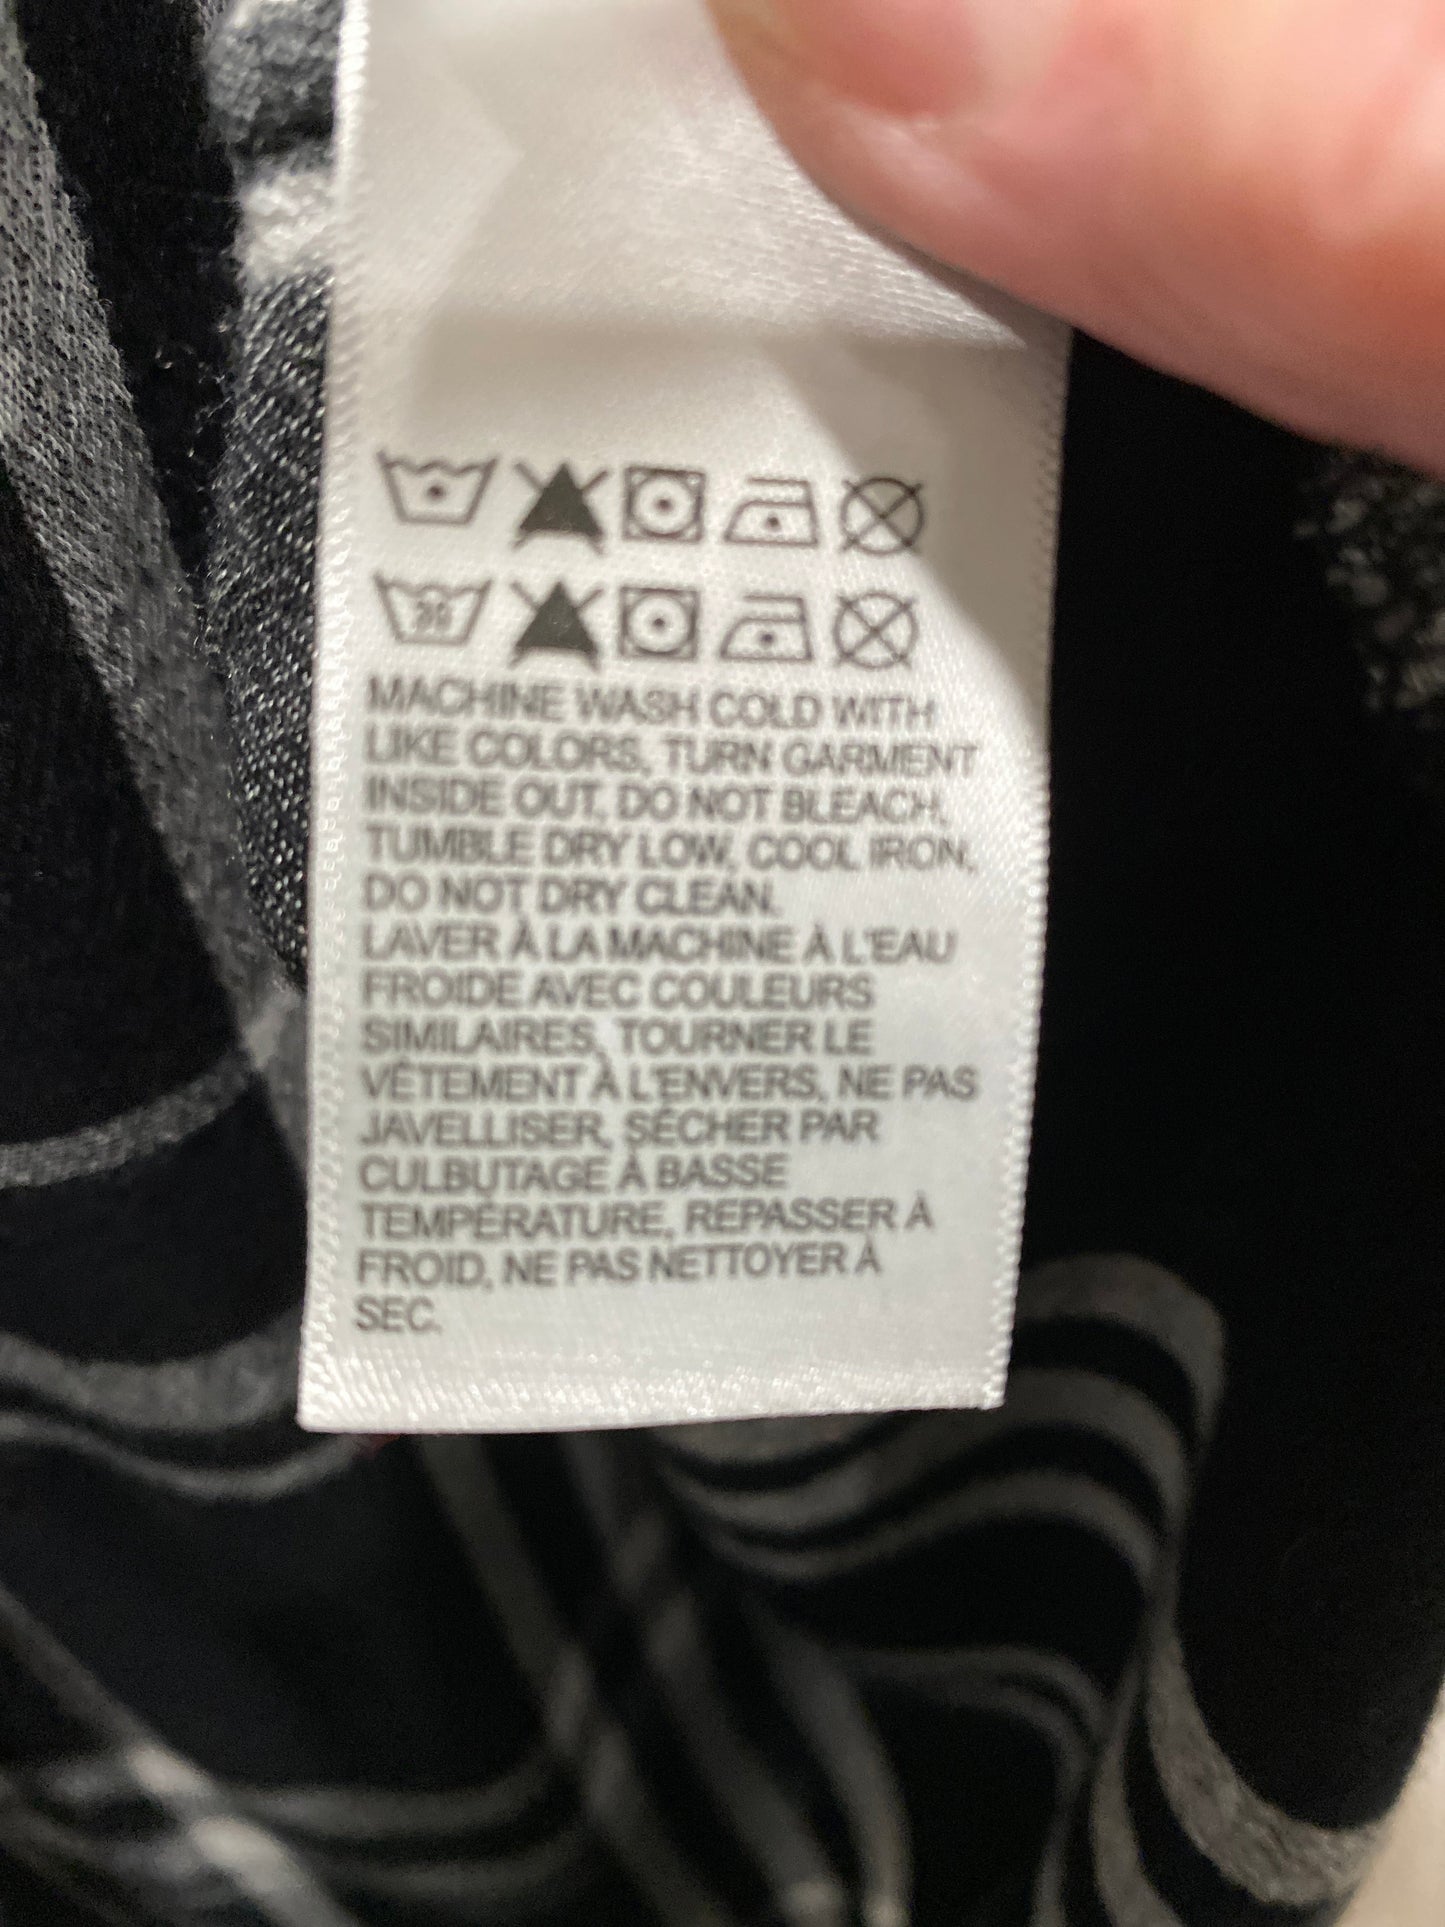 30
MACHINE WASH COLD WITH
LIKE COLORS, TURN GARMENT
INSIDE OUT, DO NOT BLEACH,
TUMBLE DRY LOW, COOL IRON,
DO NOT DRY CLEAN.
LAVER À LA MACHINE À L'EAU
FROIDE AVEC COULEURS
SIMILAIRES, TOURNER LE
VÊTEMENT À L'ENVERS, NE PAS
JAVELLISER, SÉCHER PAR
CULBUTAGE À BASSE
TEMPÉRATURE, REPASSER À
FROID, NE PAS NETTOYER À
SEC.